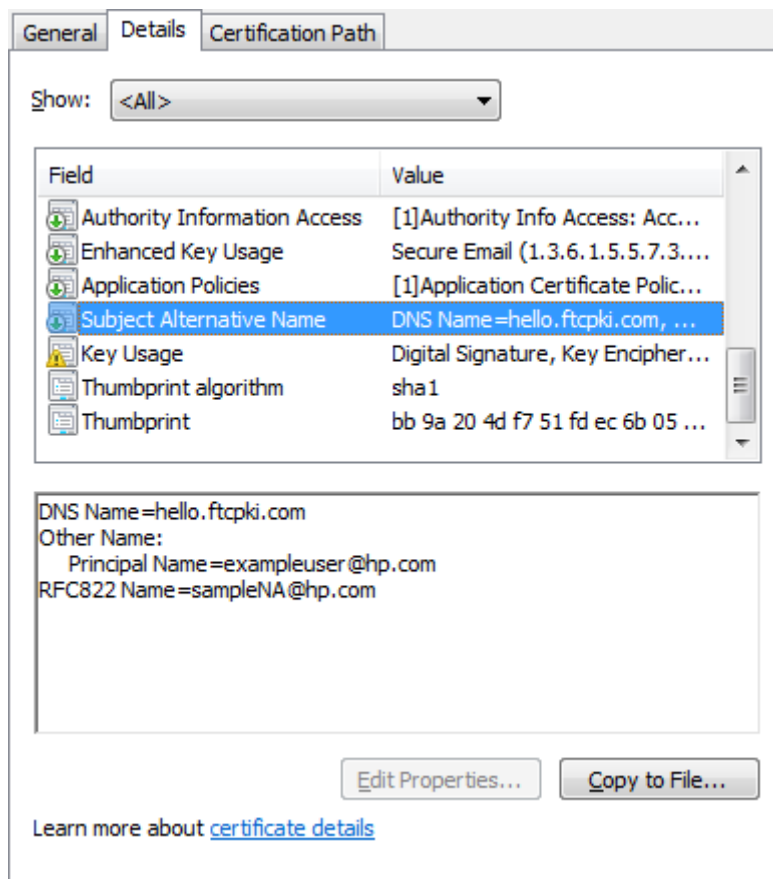 General Details Certification Path
Show: <All>
Field Value
Authority Information Access [1]Authority Info Access: Acc...
Enhanced Key Usage Secure Email (1.3.6.1.5.5.7.3....
Application Policies [1]Application Certificate Polic...
Subject Alternative Name DNS Name=hello.ftcpki.com, ...
Key Usage Digital Signature, Key Encipher...
Thumbprint algorithm sha1
Thumbprint bb 9a 20 4d f7 51 fd ec 6b 05 ...
DNS Name=hello.ftcpki.com
Other Name:
Principal Name=exampleuser@hp.com
RFC822 Name=sampleNA@hp.com
Edit Properties... Copy to File...
Learn more about certificate details